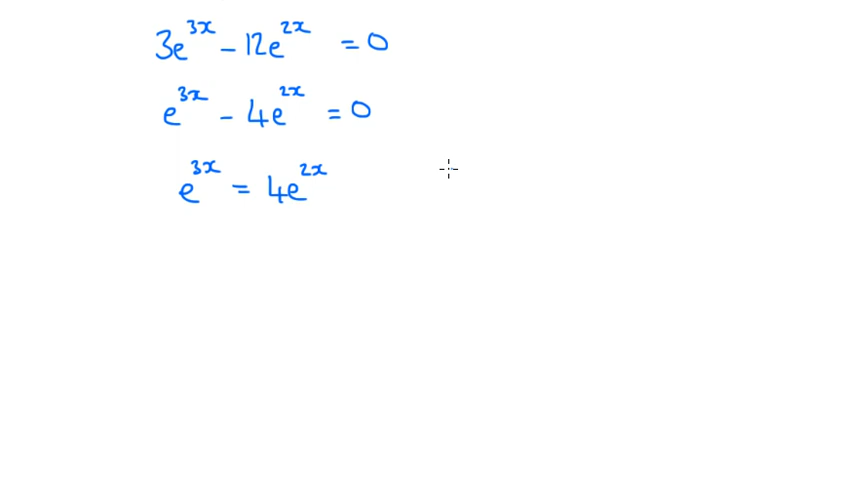 3e^{3x} - 12e^{2x} = 0
e^{3x} - 4e^{2x} = 0
e^{3x} = 4e^{2x}